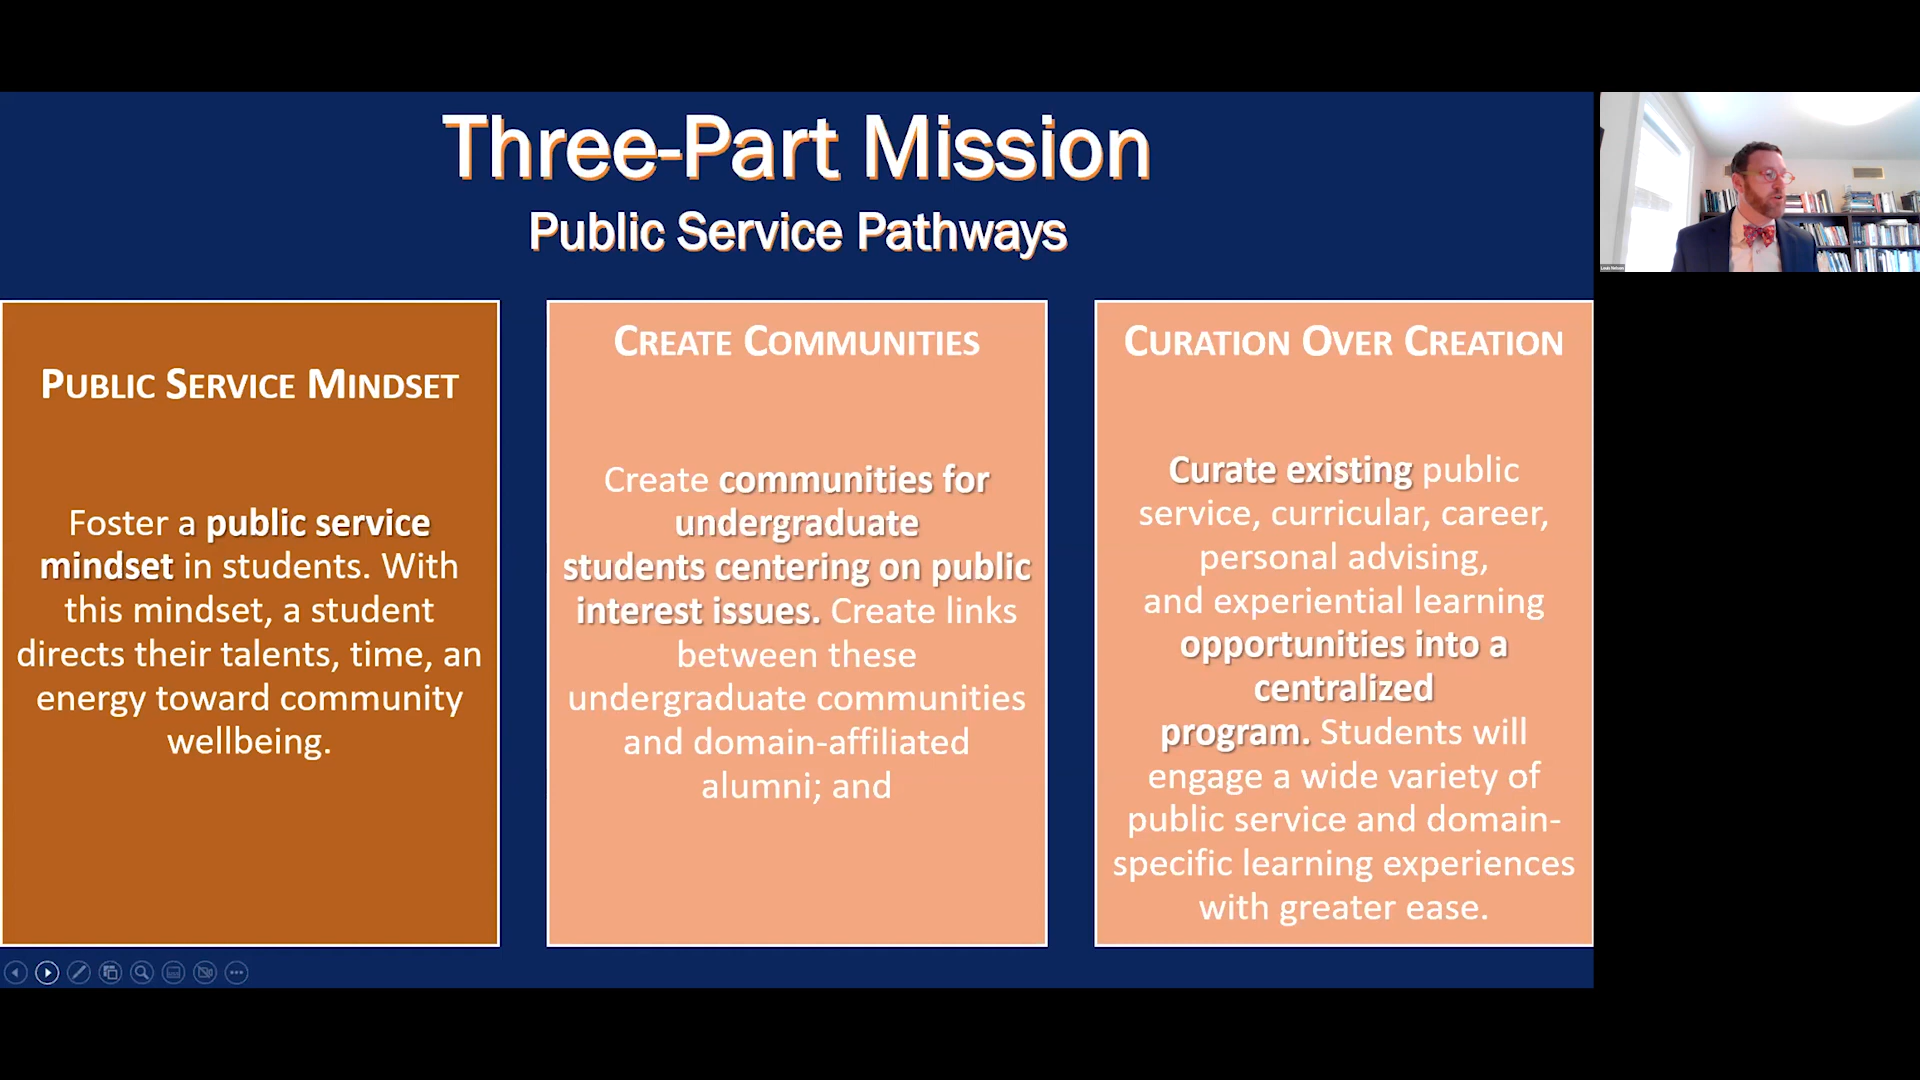 Three-Part Mission
Public Service Pathways
PUBLIC SERVICE MINDSET
Foster a public service
mindset in students. With
this mindset, a student
directs their talents, time, an
energy toward community
wellbeing.
CREATE COMMUNITIES
Create communities for
undergraduate
students centering on public
interest issues. Create links
between these
undergraduate communities
and domain-affiliated
alumni; and
CURATION OVER CREATION
Curate existing public
service, curricular, career,
personal advising,
and experiential learning
opportunities into a
centralized
program. Students will
engage a wide variety of
public service and domain-
specific learning experiences
with greater ease.
Louis Nelson